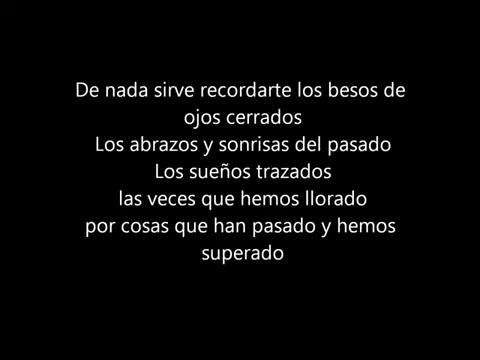 De nada sirve recordarte los besos de
ojos cerrados
Los abrazos y sonrisas del pasado
Los sueños trazados
las veces que hemos llorado
por cosas que han pasado y hemos
superado